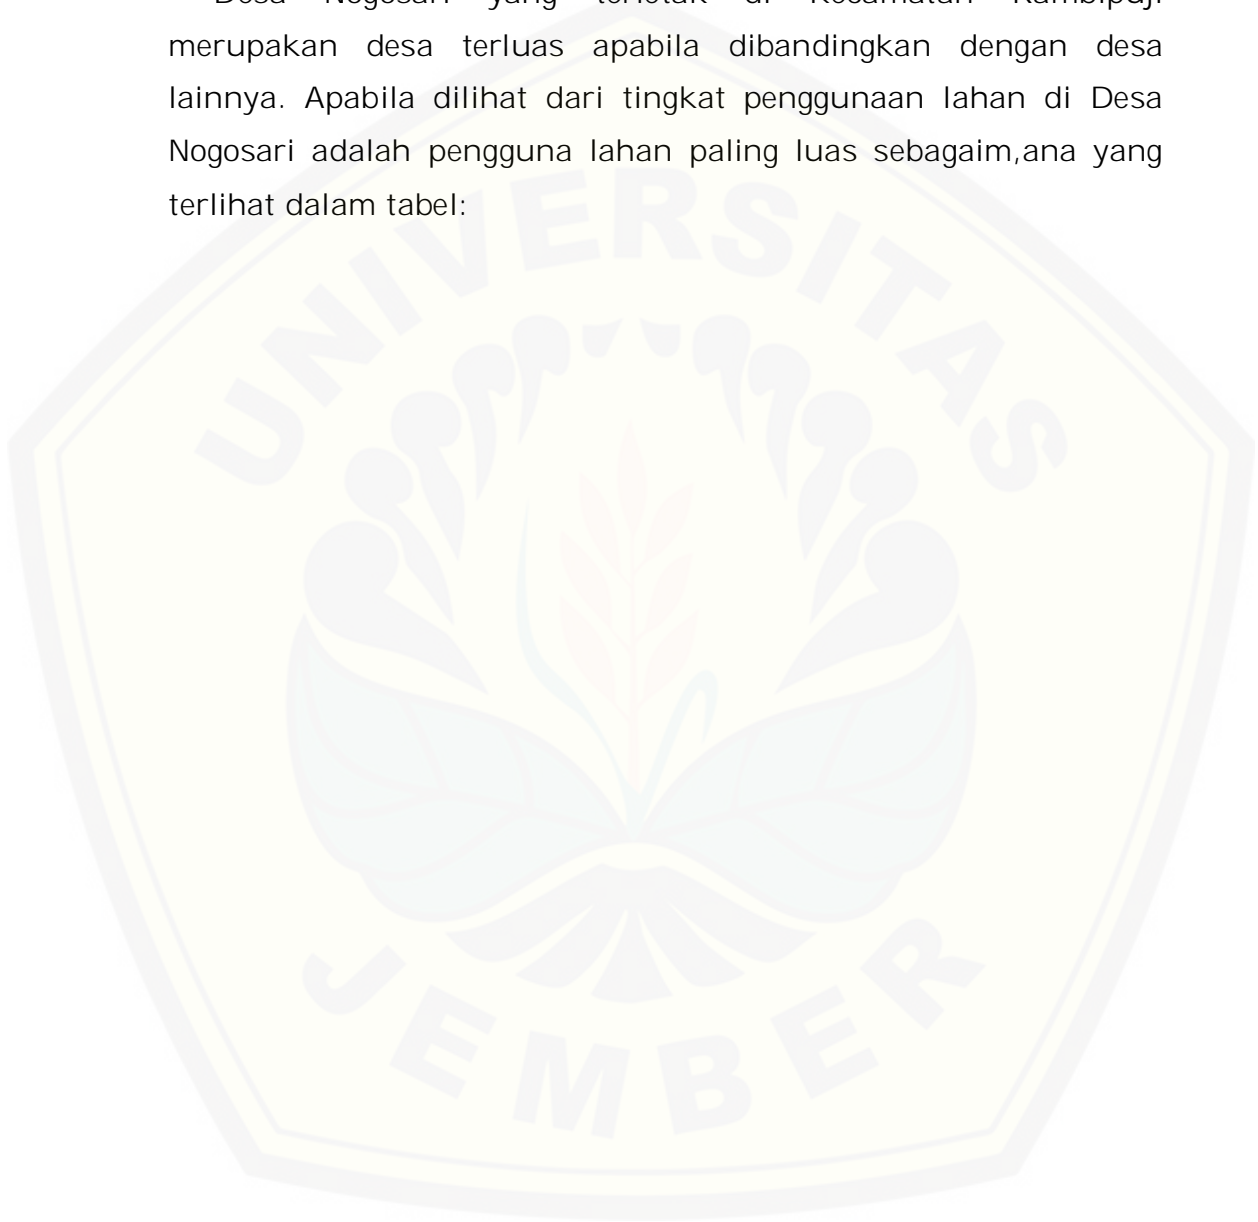 Desa Nogosari yang terletak di Kecamatan Rambipuji
merupakan desa terluas apabila dibandingkan dengan desa
lainnya. Apabila dilihat dari tingkat penggunaan lahan di Desa
Nogosari adalah pengguna lahan paling luas sebagaim,ana yang
terlihat dalam tabel:
UNIVERSITAS
JEMBER